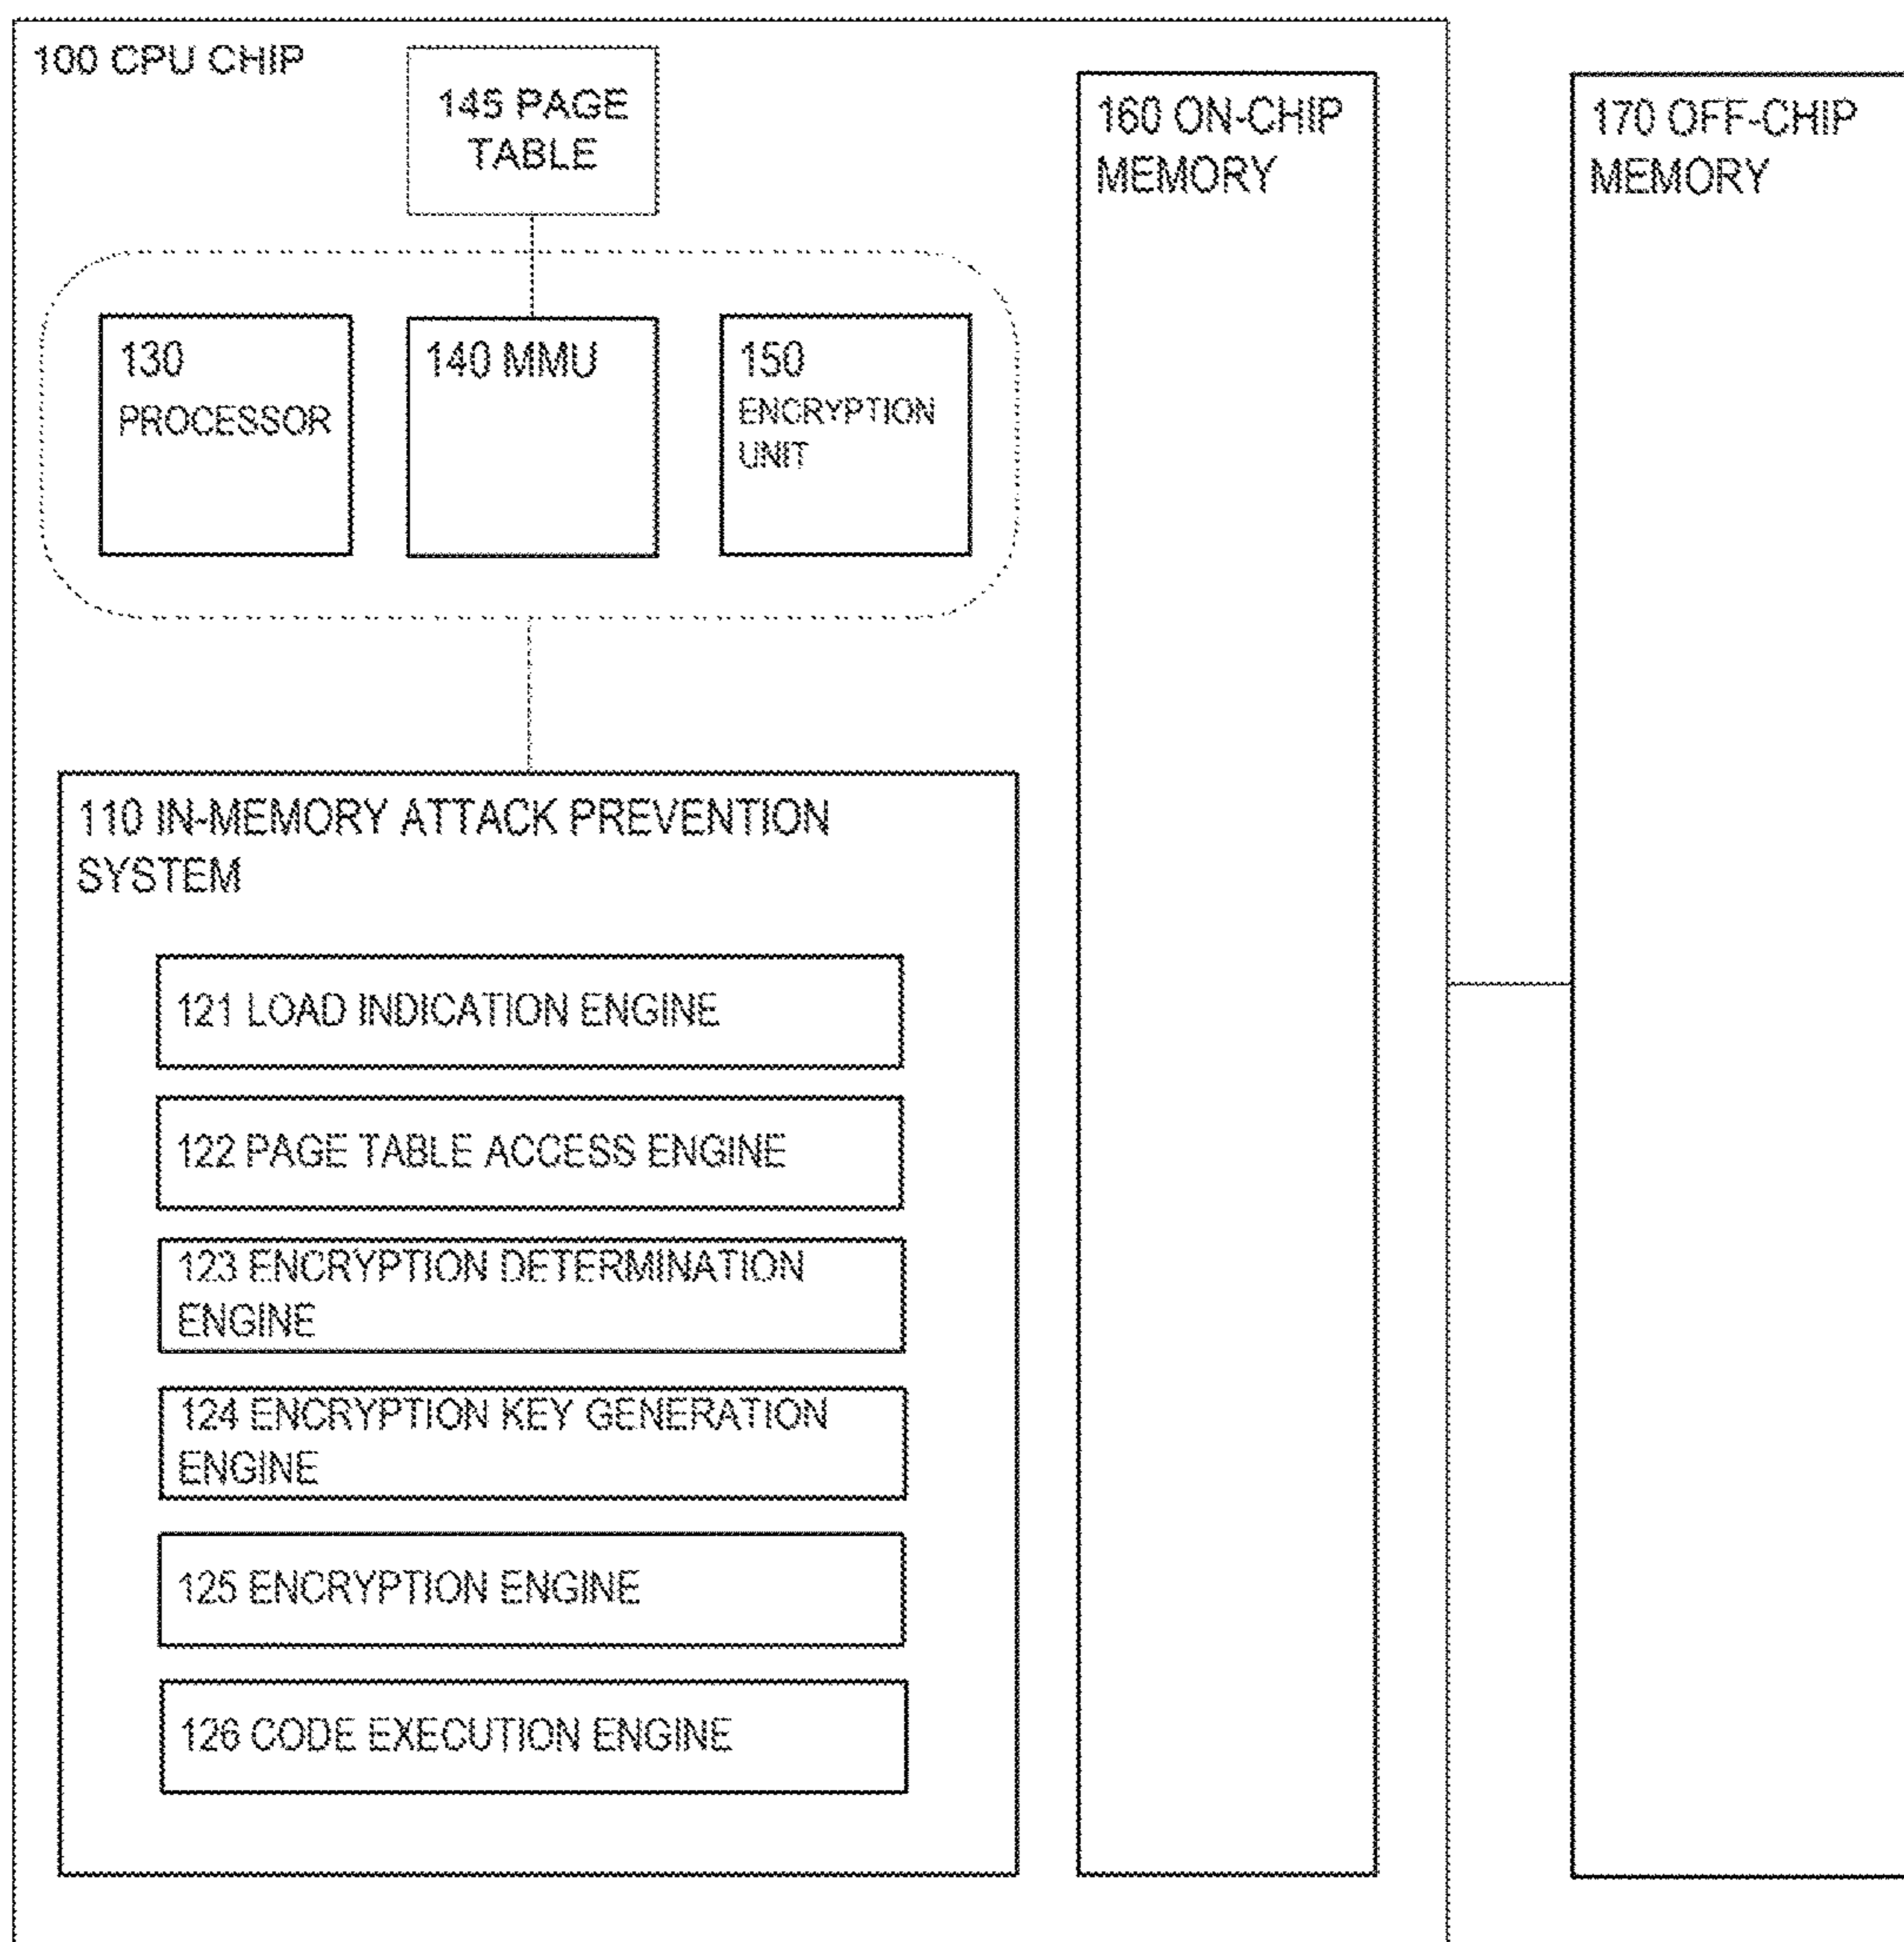 100 CPU CHIP
145 PAGE
TABLE
160 ON-CHIP
MEMORY
170 OFF-CHIP
MEMORY
130
PROCESSOR
140 MMU
150
ENCRYPTION
UNIT
110 IN-MEMORY ATTACK PREVENTION
SYSTEM
121 LOAD INDICATION ENGINE
122 PAGE TABLE ACCESS ENGINE
123 ENCRYPTION DETERMINATION
ENGINE
124 ENCRYPTION KEY GENERATION
ENGINE
125 ENCRYPTION ENGINE
126 CODE EXECUTION ENGINE